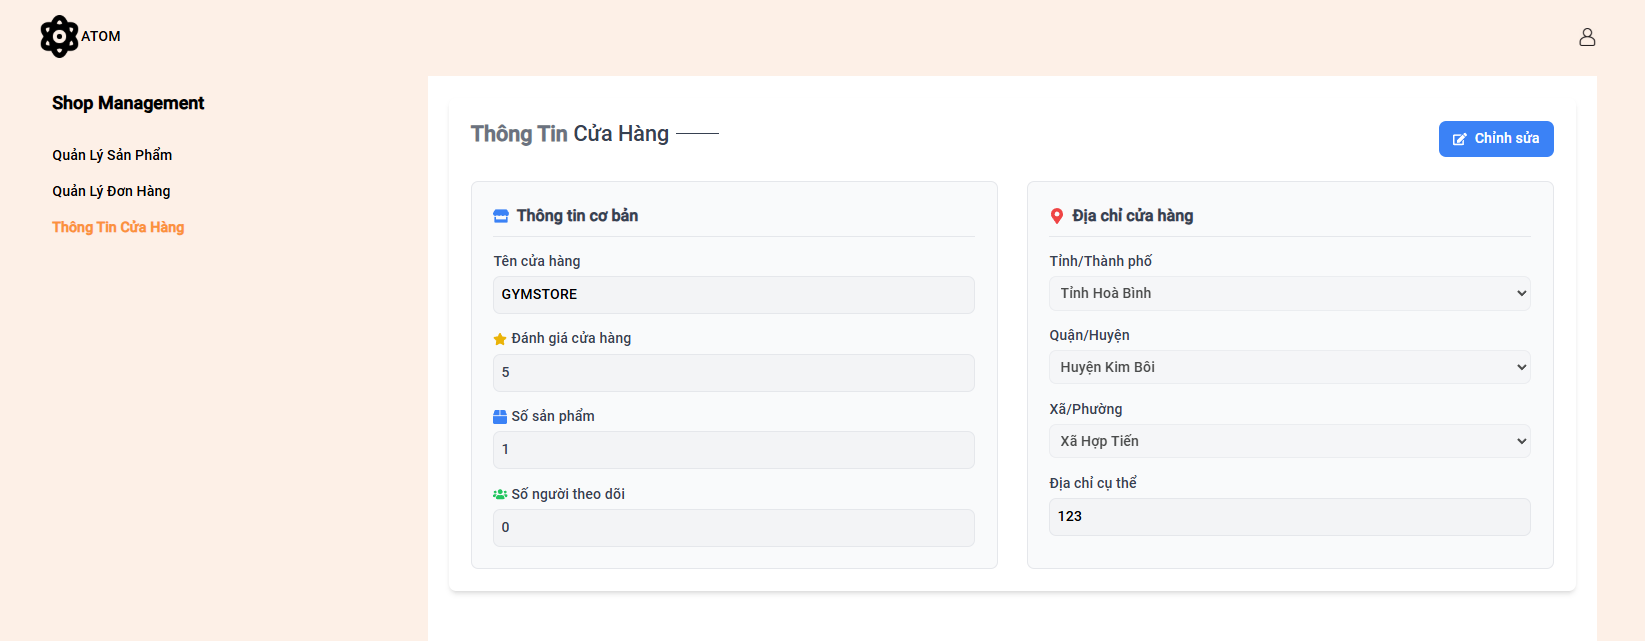 ATOM
Shop Management
Quản Lý Sản Phẩm
Quản Lý Đơn Hàng
Thông Tin Cửa Hàng
Thông Tin Cửa Hàng
Chỉnh sửa
Thông tin cơ bản
Tên cửa hàng
GYMSTORE
Đánh giá cửa hàng
5
Số sản phẩm
1
Số người theo dõi
0
Địa chỉ cửa hàng
Tỉnh/Thành phố
Tỉnh Hoà Bình
Quận/Huyện
Huyện Kim Bôi
Xã/Phường
Xã Hợp Tiến
Địa chỉ cụ thể
123